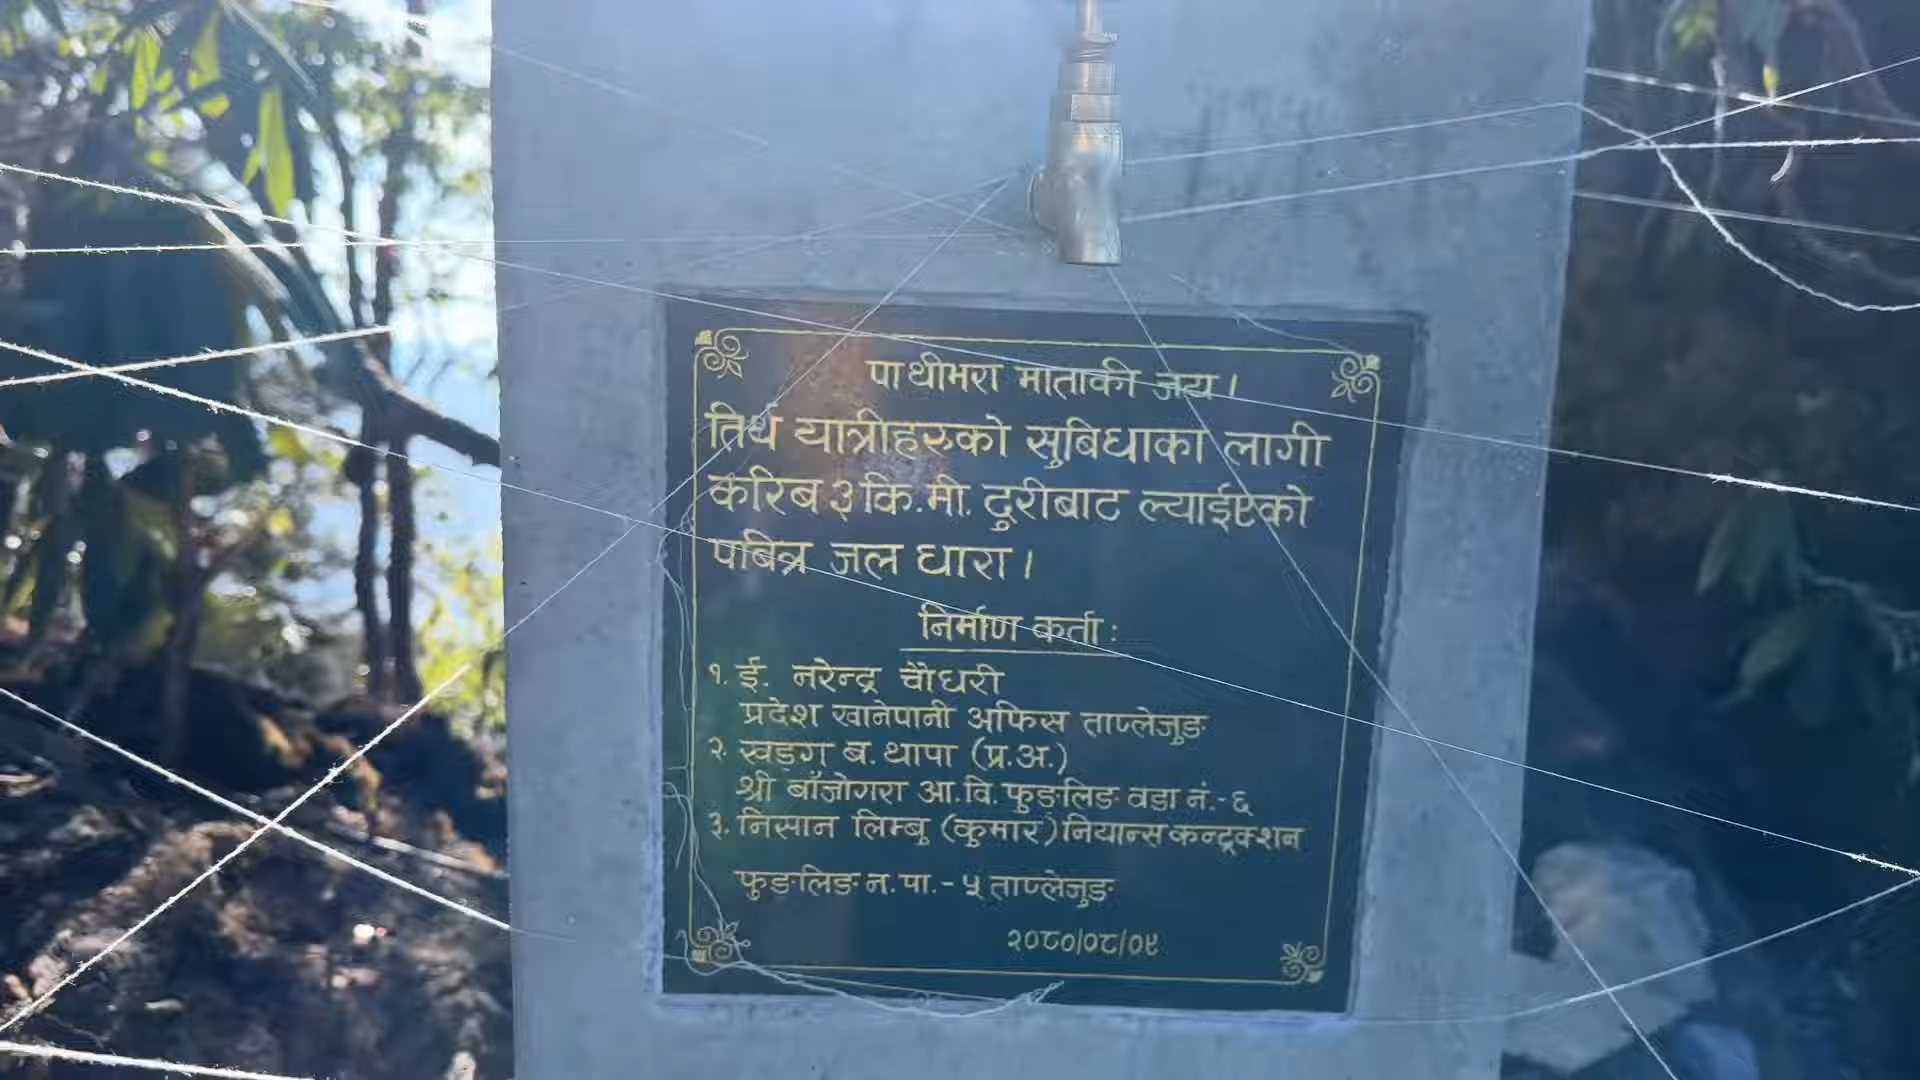 पाथीभरा माताकी जय।
तिर्थ यात्रीहरुको सुबिधाका लागी
करिब ३ कि.मी. दुरीबाट ल्याईएको
पबित्र जल धारा।
निर्माण कर्ता:
१. ई. नरेन्द्र चौधरी
प्रदेश खानेपानी अफिस ताप्लेजुङ
२. खड्ग ब. थापा (प्र.अ.)
श्री बाँजोगरा आ.वि. फुङलिङ वडा नं.- ६
३. निसान लिम्बु (कुमार) नियान्स कन्ट्रक्शन
फुङलिङ न.पा.- ५ ताप्लेजुङ
२०८०/०८/०९